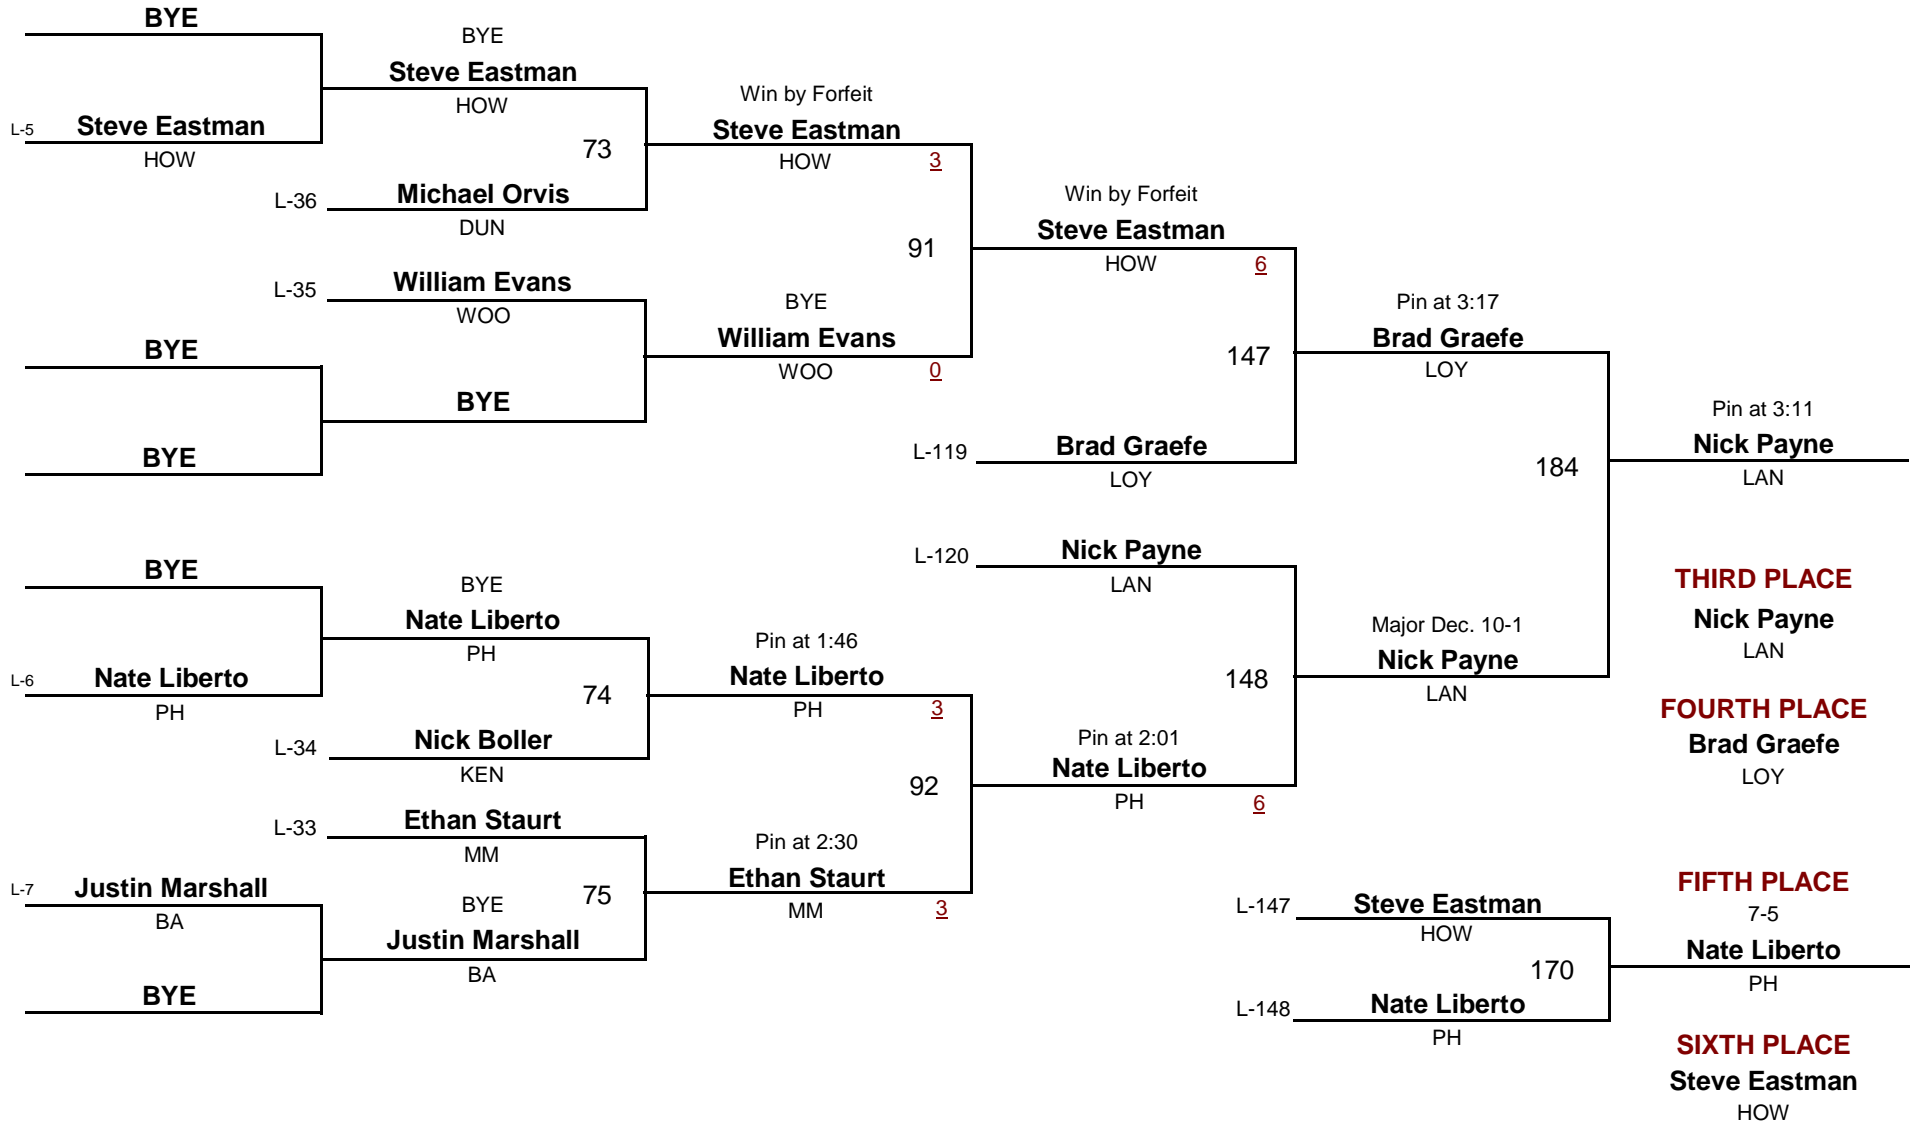 BYE
BYE
Steve Eastman
HOW
L-5
Steve Eastman
HOW
73
Win by Forfeit
Steve Eastman
HOW
3
L-36
Michael Orvis
DUN
91
Win by Forfeit
Steve Eastman
HOW
6
L-35
William Evans
WOO
BYE
William Evans
WOO
0
BYE
BYE
BYE
147
Pin at 3:17
Brad Graefe
LOY
L-119
Brad Graefe
LOY
184
Pin at 3:11
Nick Payne
LAN
L-120
Nick Payne
LAN
BYE
BYE
Nate Liberto
PH
L-6
Nate Liberto
PH
74
Pin at 1:46
Nate Liberto
PH
3
L-34
Nick Boller
KEN
148
Major Dec. 10-1
Nick Payne
LAN
92
Pin at 2:01
Nate Liberto
PH
6
L-33
Ethan Staurt
MM
75
Pin at 2:30
Ethan Staurt
MM
3
L-7
Justin Marshall
BA
BYE
Justin Marshall
BA
BYE
THIRD PLACE
Nick Payne
LAN
FOURTH PLACE
Brad Graefe
LOY
L-147
Steve Eastman
HOW
170
L-148
Nate Liberto
PH
FIFTH PLACE
7-5
Nate Liberto
PH
SIXTH PLACE
Steve Eastman
HOW